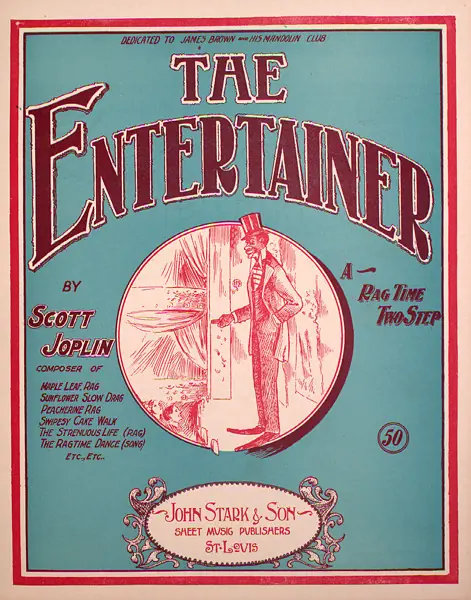 DEDICATED TO JAMES BROWN AND HIS MANDOLIN CLUB
THE
ENTERTAINER
BY
SCOTT
JOPLIN
COMPOSER OF
MAPLE LEAF RAG
SUNFLOWER SLOW DRAG
PEACHERINE RAG
SWIPESY CAKE WALK
THE STRENUOUS LIFE (RAG)
THE RAGTIME DANCE (SONG)
ETC., ETC..
A
RAG TIME
TWO STEP
50
JOHN STARK & SON
SHEET MUSIC PUBLISHERS
ST. LOUIS